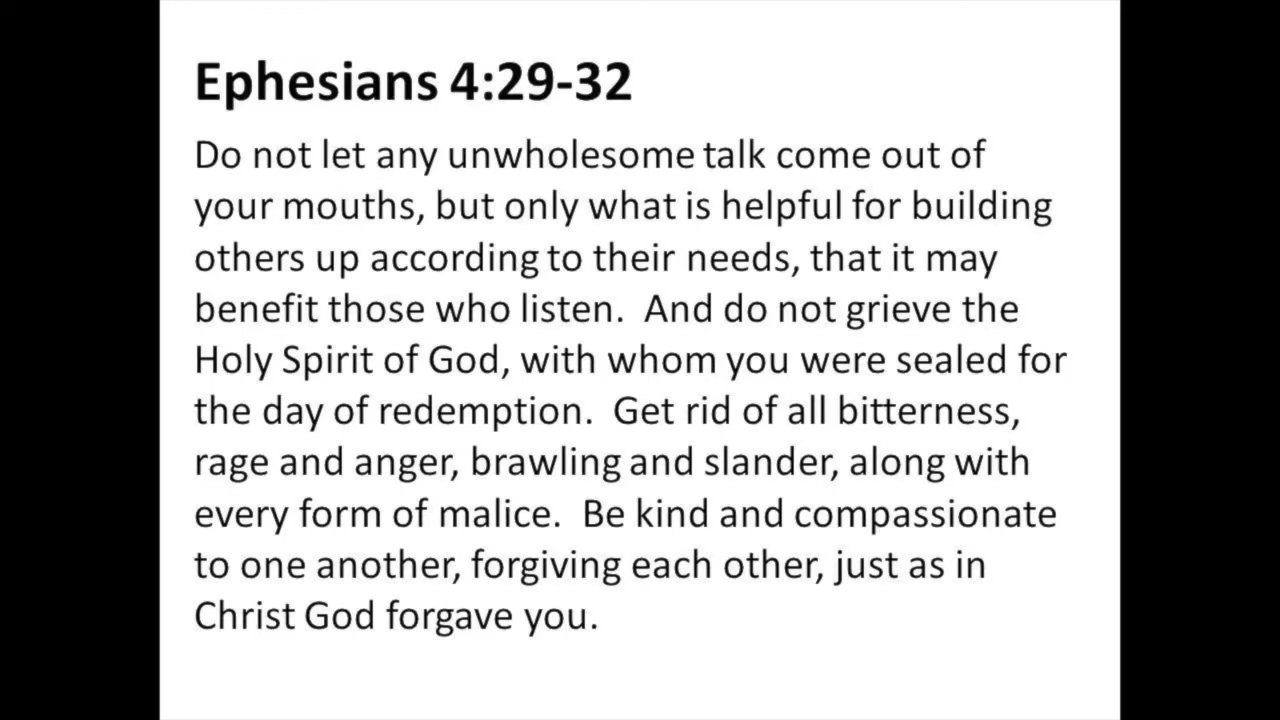 Ephesians 4:29-32
Do not let any unwholesome talk come out of
your mouths, but only what is helpful for building
others up according to their needs, that it may
benefit those who listen.  And do not grieve the
Holy Spirit of God, with whom you were sealed for
the day of redemption.  Get rid of all bitterness,
rage and anger, brawling and slander, along with
every form of malice.  Be kind and compassionate
to one another, forgiving each other, just as in
Christ God forgave you.